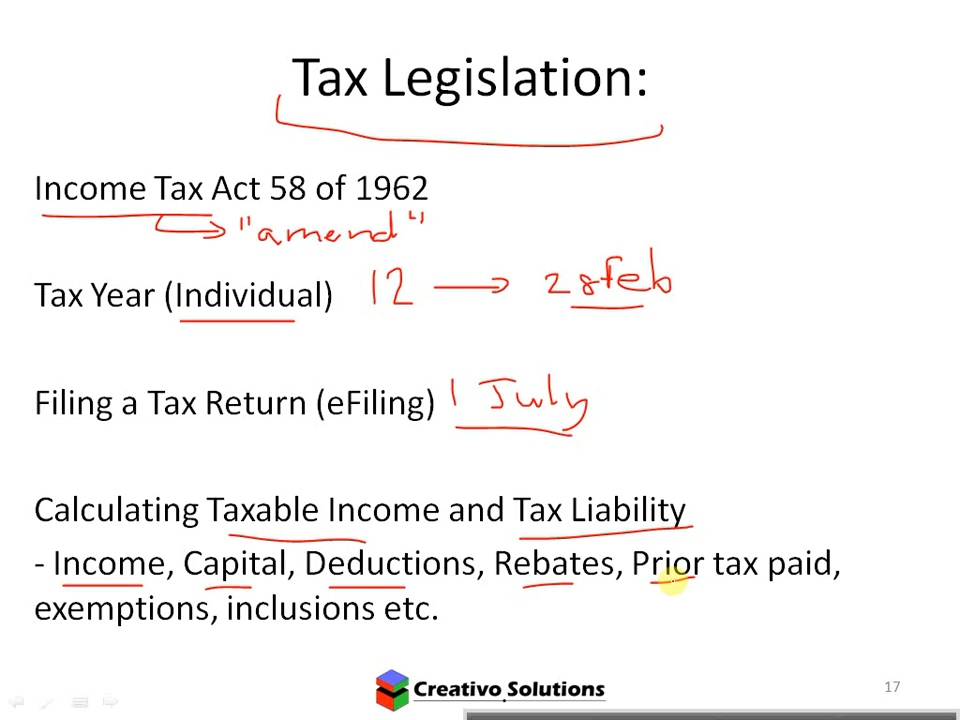 Tax Legislation:
Income Tax Act 58 of 1962
"amend"
Tax Year (Individual) 12 → 28 Feb
Filing a Tax Return (eFiling) 1 July
Calculating Taxable Income and Tax Liability
- Income, Capital, Deductions, Rebates, Prior tax paid,
exemptions, inclusions etc.
Creativo Solutions
17